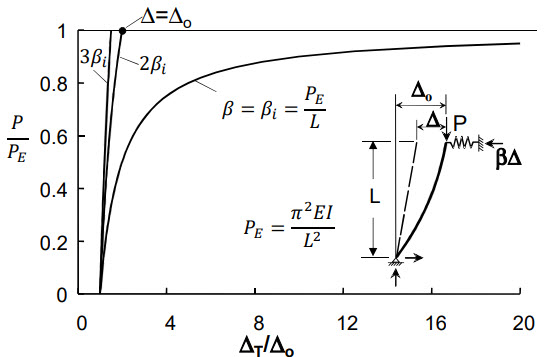 Δ=Δo
1
3βi
2βi
0.8
β = βi = PE/L
Δo
Δ
P
βΔ
P/PE
0.6
0.4
L
PE = π²EI/L²
0.2
0
0
4
8
12
16
20
ΔT/Δo